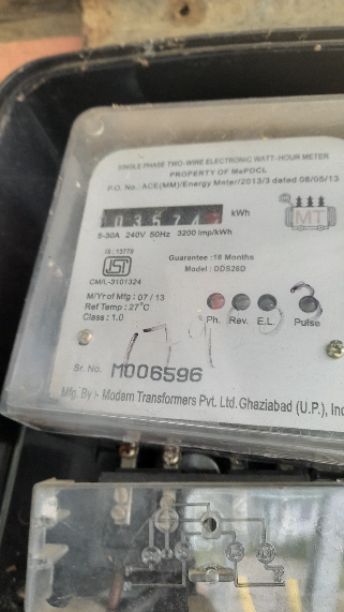 SINGLE PHASE TWO-WIRE ELECTRONIC WATT-HOUR METER
PROPERTY OF MePDCL
P.O. No. ACE(MM)/Energy Meter/2013/3 dated 08/05/13
03574 kWh
5-30A 240V 50Hz 3200 imp/kWh
MT
IS : 13779
ISI
CM/L-3101324
Guarantee :18 Months
Model : DDS26D
M/Yr of Mfg : 07 / 13
Ref Temp : 27°C
Class : 1.0
Ph. Rev. E.L. Pulse
Sr. No. M006596
Mfg. By :- Modern Transformers Pvt. Ltd. Ghaziabad (U.P.),